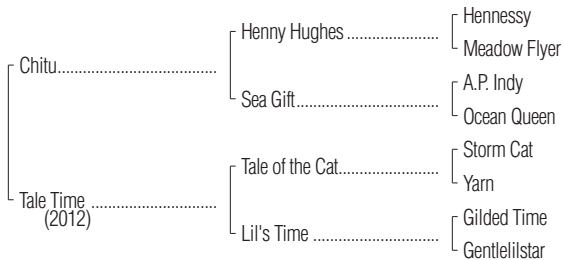 Hennessy
Henny Hughes ....................
Meadow Flyer
Chitu...................................
A.P. Indy
Sea Gift...............................
Ocean Queen
Storm Cat
Tale of the Cat......................
Yarn
Tale Time ............................
(2012)
Gilded Time
Lil's Time ............................
Gentlelilstar